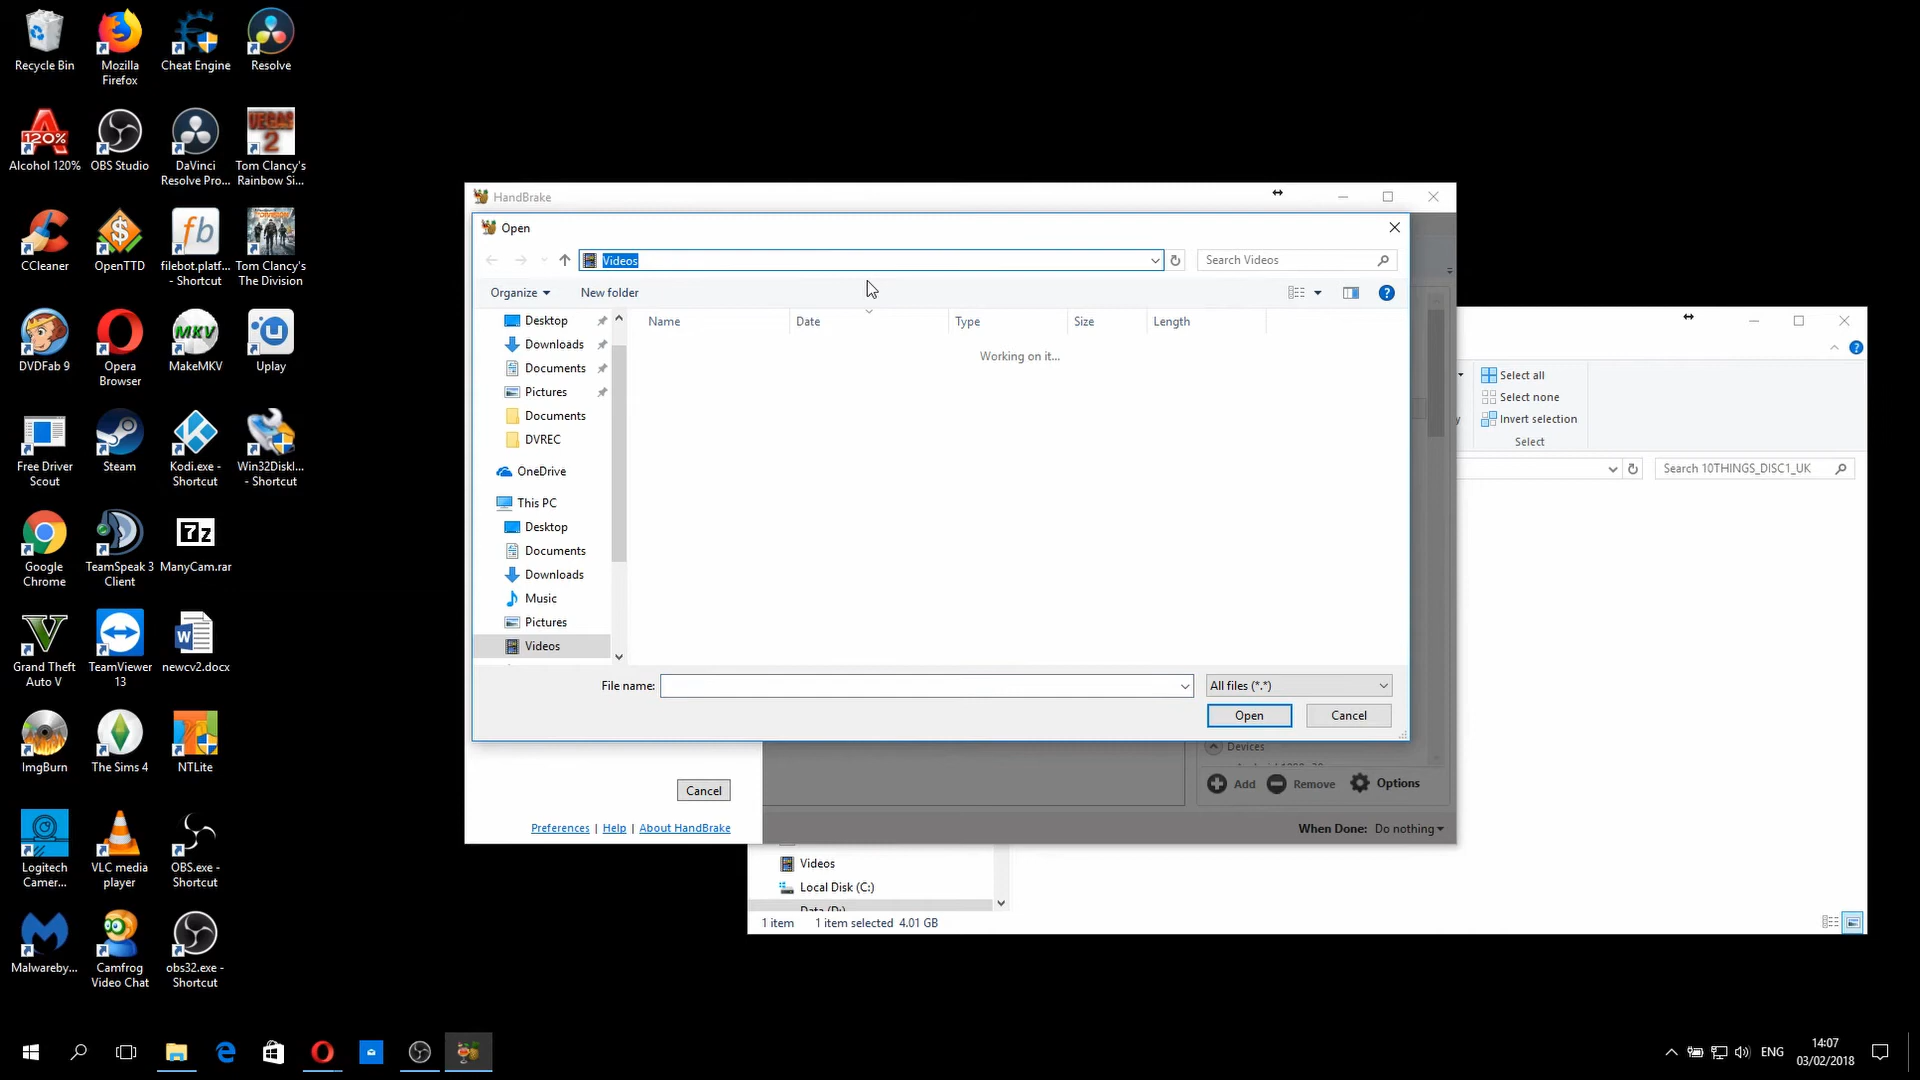 Recycle Bin
Mozilla
Firefox
Cheat Engine
Resolve
Alcohol 120%
OBS Studio
DaVinci
Resolve Pro...
Tom Clancy's
Rainbow Si...
CCleaner
OpenTTD
filebot.platf...
- Shortcut
Tom Clancy's
The Division
DVDFab 9
Opera
Browser
MakeMKV
Uplay
Free Driver
Scout
Steam
Kodi.exe -
Shortcut
Win32DiskI...
- Shortcut
Google
Chrome
TeamSpeak 3
Client
ManyCam.rar
Grand Theft
Auto V
TeamViewer
13
newcv2.docx
ImgBurn
The Sims 4
NTLite
Logitech
Camer...
VLC media
player
OBS.exe -
Shortcut
Malwareby...
Camfrog
Video Chat
obs32.exe -
Shortcut
HandBrake
Open
Videos
Search Videos
Organize
New folder
Name
Date
Type
Size
Length
Working on it...
Desktop
Downloads
Documents
Pictures
Documents
DVREC
OneDrive
This PC
Desktop
Documents
Downloads
Music
Pictures
Videos
File name:
All files (*.*)
Open
Cancel
Devices
Add
Remove
Options
Cancel
Preferences | Help | About HandBrake
When Done: Do nothing
Select all
Select none
Invert selection
Select
Search 10THINGS_DISC1_UK
Videos
Local Disk (C:)
Data (D:)
1 item 1 item selected 4.01 GB
ENG
14:07
03/02/2018